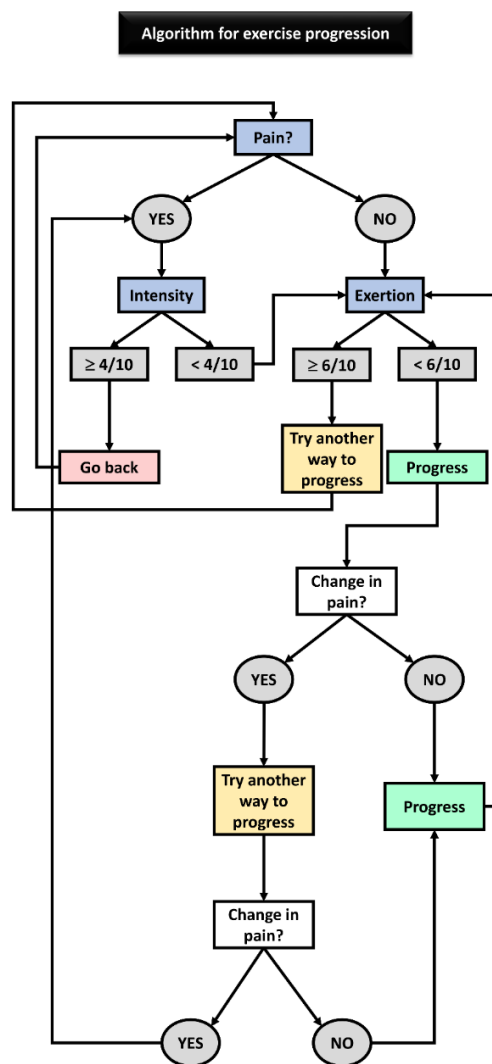 Algorithm for exercise progression
Pain?
YES
NO
Intensity
Exertion
≥ 4/10
< 4/10
≥ 6/10
< 6/10
Go back
Try another
way to
progress
Progress
Change in
pain?
YES
NO
Try another
way to
progress
Progress
Change in
pain?
YES
NO